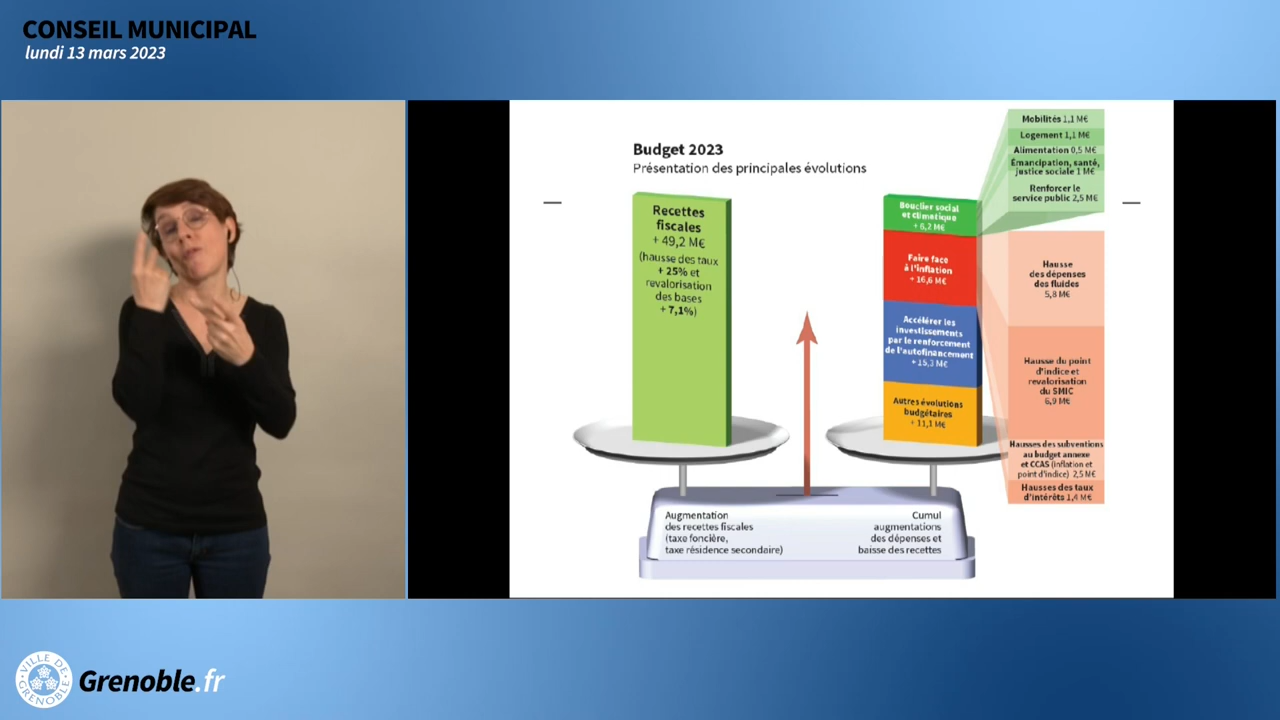 CONSEIL MUNICIPAL
lundi 13 mars 2023
Budget 2023
Présentation des principales évolutions
Recettes
fiscales
+ 49,2 M€
(hausse des taux
+ 25% et
revalorisation
des bases
+ 7,1%)
Bouclier social
et climatique
+ 6,2 M€
Faire face
à l'inflation
+ 16,6 M€
Accélérer les
investissements
par le renforcement
de l'autofinancement
+ 15,3 M€
Autres évolutions
budgétaires
+ 11,1 M€
Mobilités 1,1 M€
Logement 1,1 M€
Alimentation 0,5 M€
Émancipation, santé,
justice sociale 1 M€
Renforcer le
service public 2,5 M€
Hausse
des dépenses
des fluides
5,8 M€
Hausse du point
d'indice et
revalorisation
du SMIC
6,9 M€
Hausses des subventions
au budget annexe
et CCAS (inflation et
point d'indice) 2,5 M€
Hausses des taux
d'intérêts 1,4 M€
Augmentation
des recettes fiscales
(taxe foncière,
taxe résidence secondaire)
Cumul
augmentations
des dépenses et
baisse des recettes
VILLE DE
GRENOBLE
Grenoble.fr